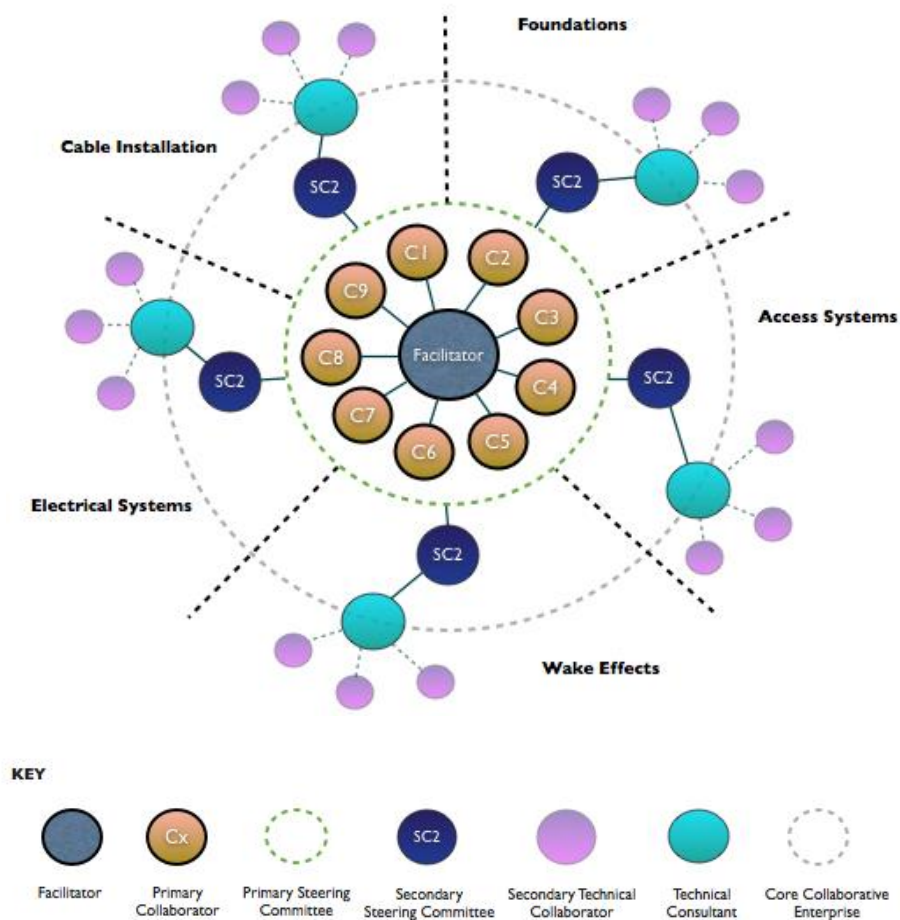 Foundations
Cable Installation
SC2
SC2
C1
C2
C9
C3
Access Systems
Facilitator
C8
SC2
SC2
C4
C7
C5
C6
Electrical Systems
SC2
Wake Effects
KEY
Cx
SC2
Facilitator
Primary
Collaborator
Primary Steering
Committee
Secondary
Steering Committee
Secondary Technical
Collaborator
Technical
Consultant
Core Collaborative
Enterprise